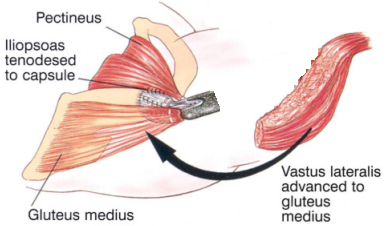 Pectineus
Iliopsoas
tenodesed
to capsule
Gluteus medius
Vastus lateralis
advanced to
gluteus
medius